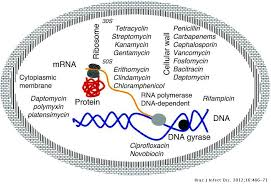 30S
Tetracyclin
Streptomycin
Kanamycin
Gentamycin
Ribosome
mRNA
50S
Erithomycin
Clindamycin
Chloramphenicol
Cellular wall
Penicillin
Carbapenems
Cephalosporin
Vancomycin
Fosfomycin
Becitracin
Daptomycin
Cytoplasmic
membrane
Protein
Daptomycin
polymyxin
platensimycin
RNA polymerase
DNA-dependent
Rifampicin
DNA
DNA gyrase
Ciprofloxacin
Novobiocin
Braz J Infect Dis. 2012;16:466-71